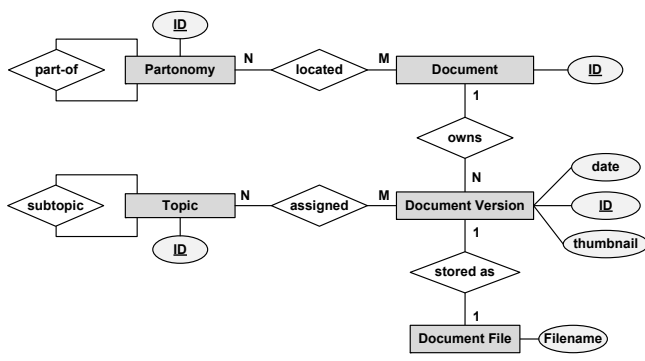 ID
N
M
part-of
Partonomy
located
Document
ID
1
owns
date
N
N
M
subtopic
Topic
assigned
Document Version
ID
ID
1
thumbnail
stored as
1
Document File
Filename